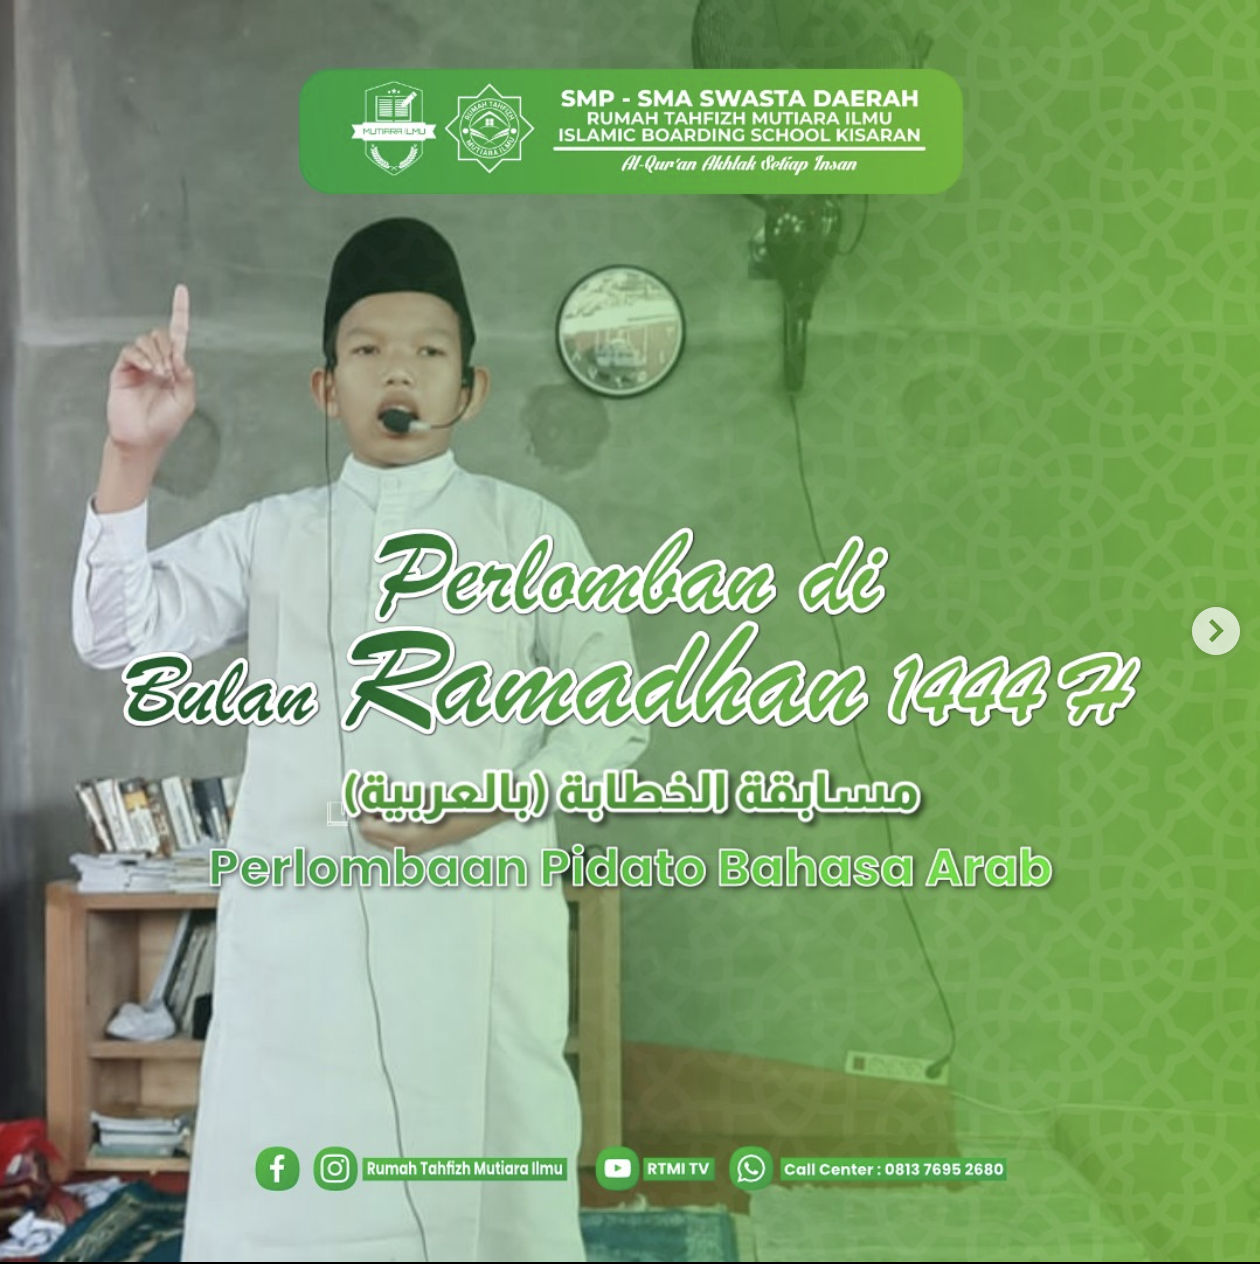 MUTIARA ILMU
RUMAH TAHFIZH
MUTIARA ILMU
SMP - SMA SWASTA DAERAH
RUMAH TAHFIZH MUTIARA ILMU
ISLAMIC BOARDING SCHOOL KISARAN
Al-Qur'an Akhlak Setiap Insan
Perlomban di
Bulan Ramadhan 1444 H
مسابقة الخطابة (بالعربية)
Perlombaan Pidato Bahasa Arab
Rumah Tahfizh Mutiara Ilmu
RTMI TV
Call Center : 0813 7695 2680